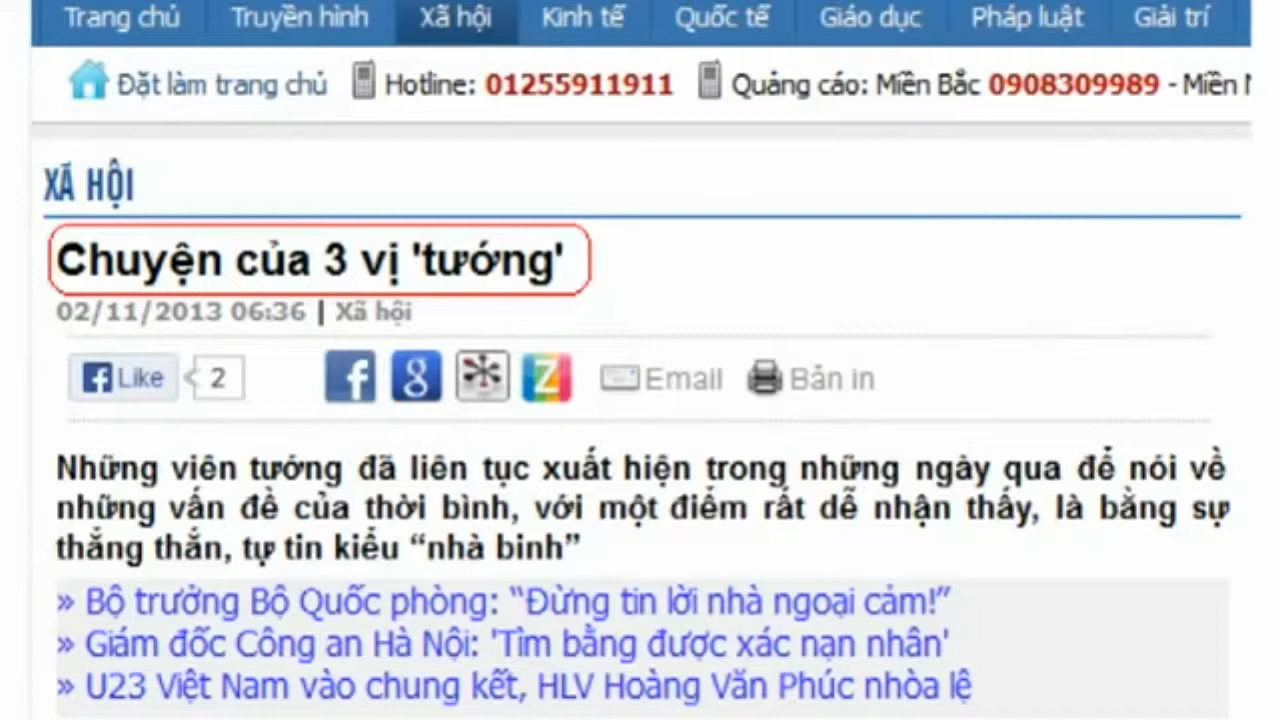 Trang chủ Truyền hình Xã hội Kinh tế Quốc tế Giáo dục Pháp luật Giải trí
Đặt làm trang chủ Hotline: 01255911911 Quảng cáo: Miền Bắc 0908309989 - Miền
XÃ HỘI
Chuyện của 3 vị 'tướng'
02/11/2013 06:36 | Xã hội
Like 2 Email Bản in
Những viên tướng đã liên tục xuất hiện trong những ngày qua để nói về
những vấn đề của thời bình, với một điểm rất dễ nhận thấy, là bằng sự
thẳng thắn, tự tin kiểu “nhà binh”
» Bộ trưởng Bộ Quốc phòng: “Đừng tin lời nhà ngoại cảm!”
» Giám đốc Công an Hà Nội: 'Tìm bằng được xác nạn nhân'
» U23 Việt Nam vào chung kết, HLV Hoàng Văn Phúc nhòa lệ